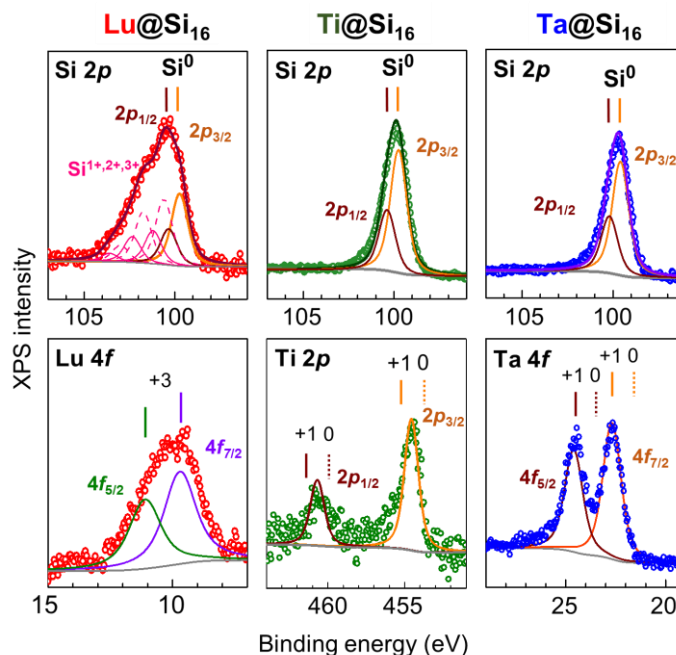 Lu@Si₁₆ Ti@Si₁₆ Ta@Si₁₆
Si 2p Si⁰
2p₁/₂
2p₃/₂
Si¹⁺,²⁺,³⁺
105 100
Si 2p Si⁰
2p₃/₂
2p₁/₂
105 100
Si 2p Si⁰
2p₃/₂
2p₁/₂
105 100
XPS intensity
Lu 4f
+3
4f₇/₂
4f₅/₂
15 10
Ti 2p +1 0
2p₃/₂
+1 0
2p₁/₂
460 455
Ta 4f +1 0
+1 0
4f₅/₂
4f₇/₂
25 20
Binding energy (eV)